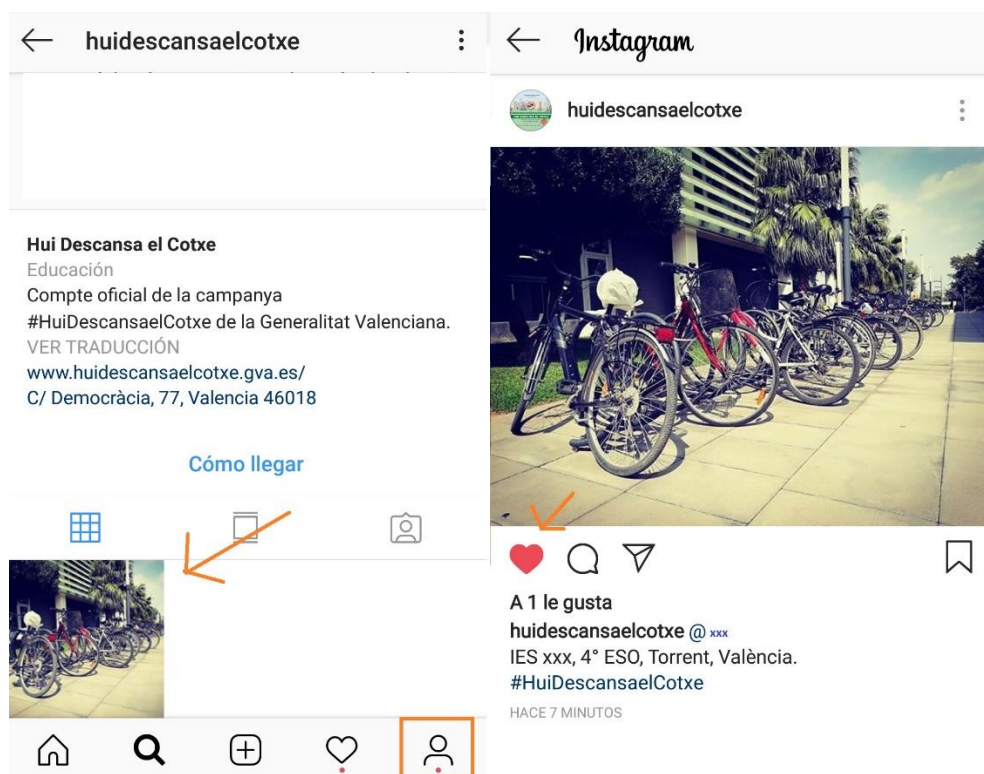 huidescansaelcotxe
Hui Descansa el Cotxe
Educación
Compte oficial de la campanya
#HuiDescansaelCotxe de la Generalitat Valenciana.
VER TRADUCCIÓN
www.huidescansaelcotxe.gva.es/
C/ Democràcia, 77, Valencia 46018
Cómo llegar
Instagram
huidescansaelcotxe
A 1 le gusta
huidescansaelcotxe @ xxx
IES xxx, 4° ESO, Torrent, València.
#HuiDescansaelCotxe
HACE 7 MINUTOS